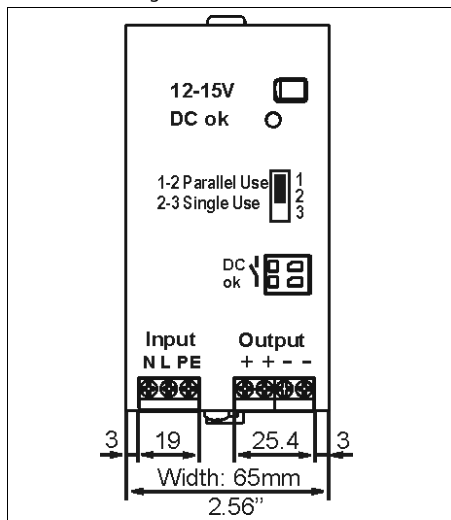 12-15V
DC ok
1-2 Parallel Use
2-3 Single Use
1
2
3
DC
ok
Input
Output
N L PE
+ + - -
3
19
25.4
3
Width: 65mm
2.56"